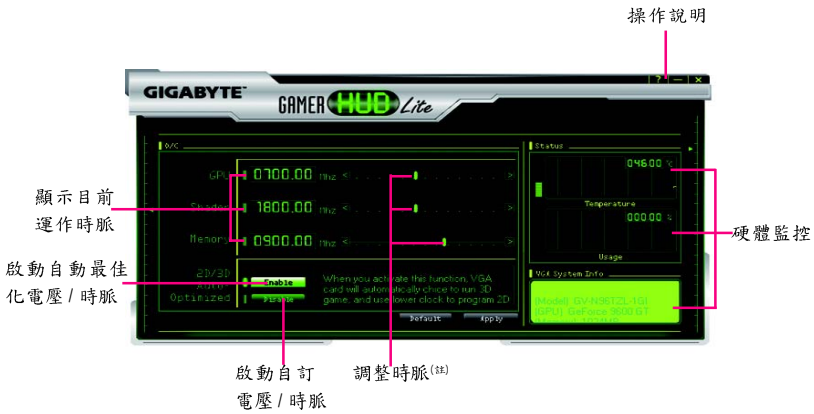 操作說明
? — ×
GIGABYTE™
GAMER HUD Lite
O/C
Status
GPU 0700.00 Mhz < >
Shader 1800.00 Mhz < >
Memory 0900.00 Mhz < >
04600 °C
Temperature
00000 %
Usage
顯示目前
運作時脈
硬體監控
啟動自動最佳
化電壓/時脈
2D/3D
Auto-
Optimized
Enable
Disable
When you activate this function, VGA
card will automatically chice to run 3D
game, and use lower clock to program 2D
Default Apply
VGA System Info
[Model] GV-N96TZL-1GI
[GPU] GeForce 9600 GT
啟動自訂
電壓/時脈
調整時脈(註)